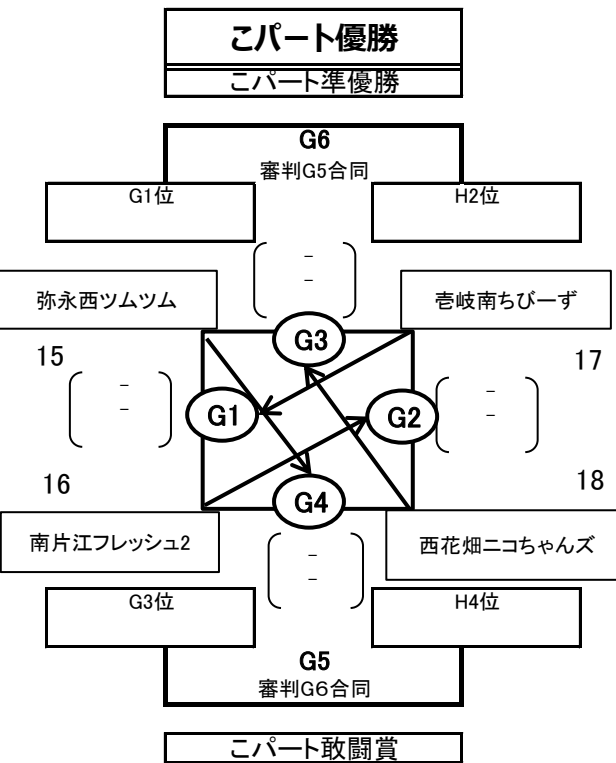 こパート優勝
こパート準優勝
G6
審判G5合同
G1位
H2位
－
－
弥永西ツムツム
壱岐南ちびーず
G3
15
17
－
－
G1
G2
－
－
16
18
G4
南片江フレッシュ2
西花畑ニコちゃんズ
－
－
G3位
H4位
G5
審判G6合同
こパート敢闘賞